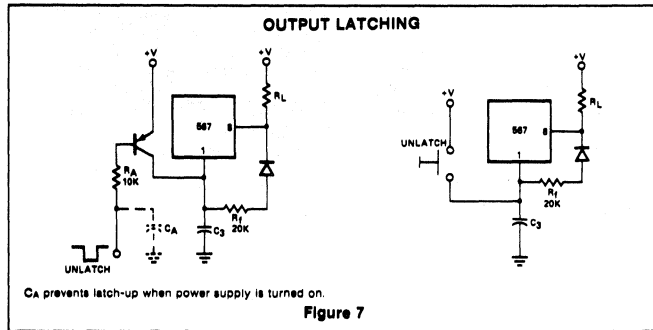 OUTPUT LATCHING
+V
+V
RL
567
8
1
RA
10K
Rf
20K
CA
C3
UNLATCH
+V
+V
RL
567
8
1
UNLATCH
Rf
20K
C3
CA prevents latch-up when power supply is turned on.
Figure 7